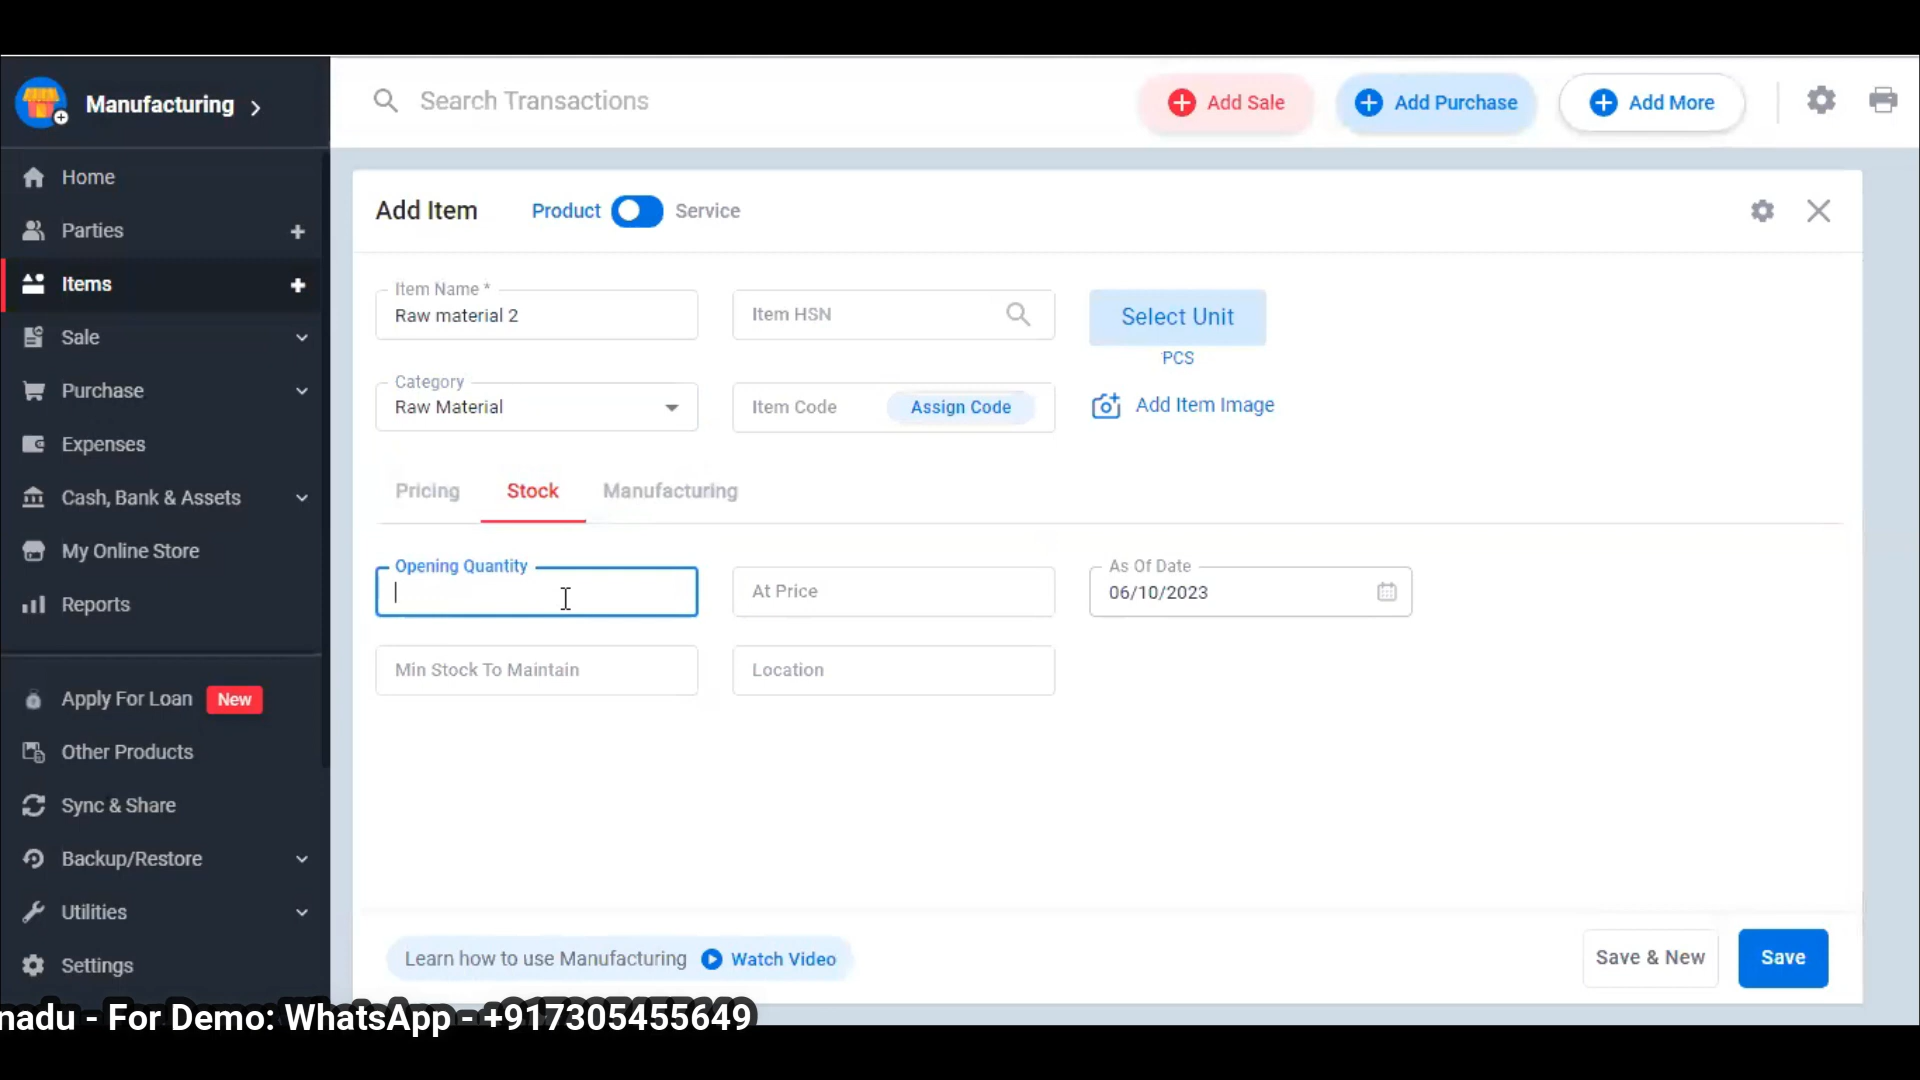 Manufacturing
Search Transactions
Add Sale
Add Purchase
Add More
Home
Parties
Items
Sale
Purchase
Expenses
Cash, Bank & Assets
My Online Store
Reports
Apply For Loan New
Other Products
Sync & Share
Backup/Restore
Utilities
Settings
Add Item
Product
Service
Item Name *
Raw material 2
Item HSN
Select Unit
PCS
Category
Raw Material
Item Code
Assign Code
Add Item Image
Pricing
Stock
Manufacturing
Opening Quantity
At Price
As Of Date
06/10/2023
Min Stock To Maintain
Location
Learn how to use Manufacturing
Watch Video
Save & New
Save
nadu - For Demo: WhatsApp - +917305455649